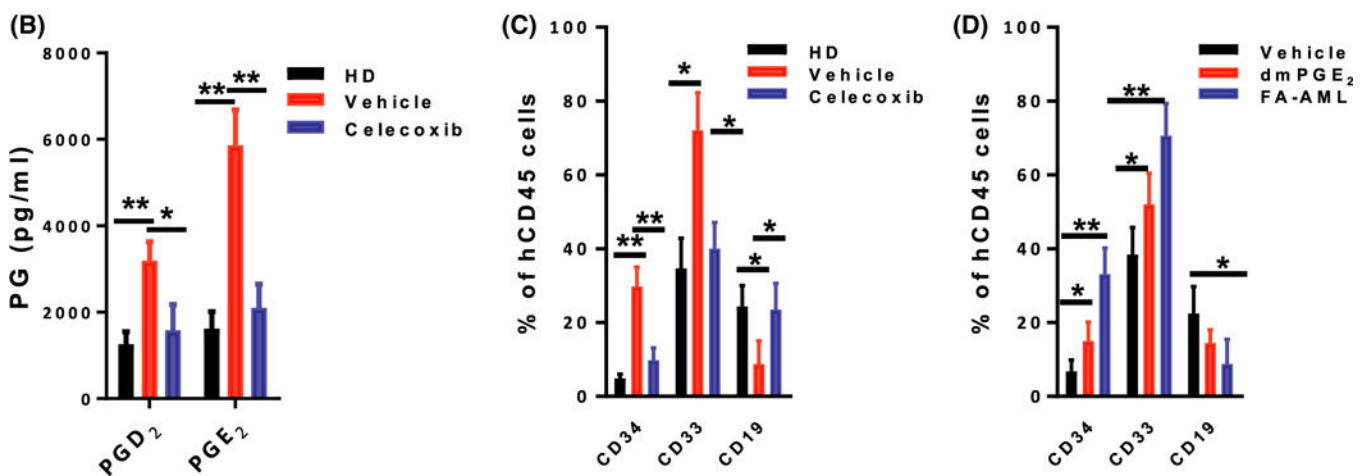 (B)
PG (pg/ml)
8000
6000
4000
2000
0
HD
Vehicle
Celecoxib
**
**
**
*
PGD₂
PGE₂
(C)
% of hCD45 cells
100
80
60
40
20
0
HD
Vehicle
Celecoxib
*
*
**
**
*
*
CD34
CD33
CD19
(D)
% of hCD45 cells
100
80
60
40
20
0
Vehicle
dmPGE₂
FA-AML
**
*
**
*
*
CD34
CD33
CD19